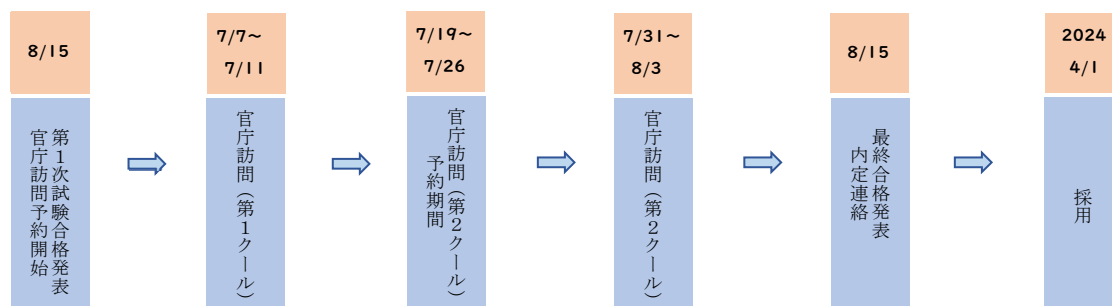 8/15
第1次試験合格発表
官庁訪問予約開始
7/7～
7/11
官庁訪問（第1クール）
7/19～
7/26
官庁訪問（第2クール）
予約期間
7/31～
8/3
官庁訪問（第2クール）
8/15
最終合格発表
内定連絡
2024
4/1
採用